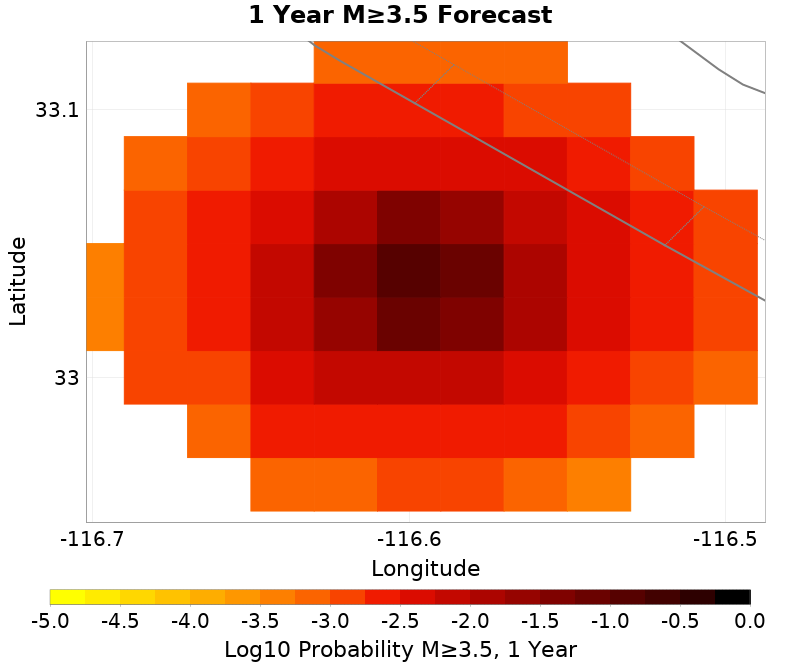 1 Year M≥3.5 Forecast
33.1
33
Latitude
-116.7 -116.6 -116.5
Longitude
-5.0 -4.5 -4.0 -3.5 -3.0 -2.5 -2.0 -1.5 -1.0 -0.5 0.0
Log10 Probability M≥3.5, 1 Year